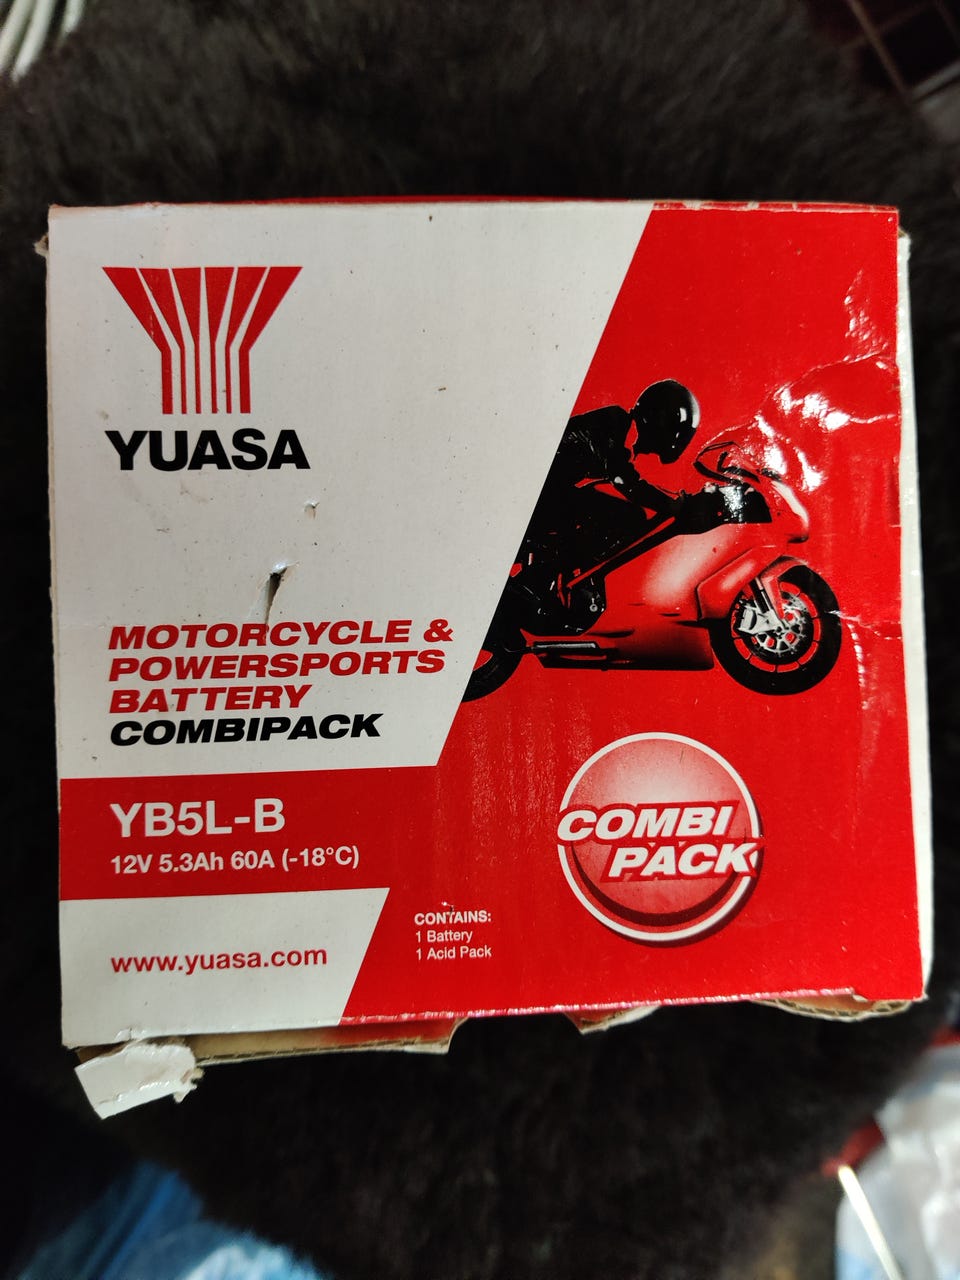 YUASA
MOTORCYCLE &
POWERSPORTS
BATTERY
COMBIPACK
YB5L-B
12V 5.3Ah 60A (-18°C)
www.yuasa.com
COMBI
PACK
CONTAINS:
1 Battery
1 Acid Pack